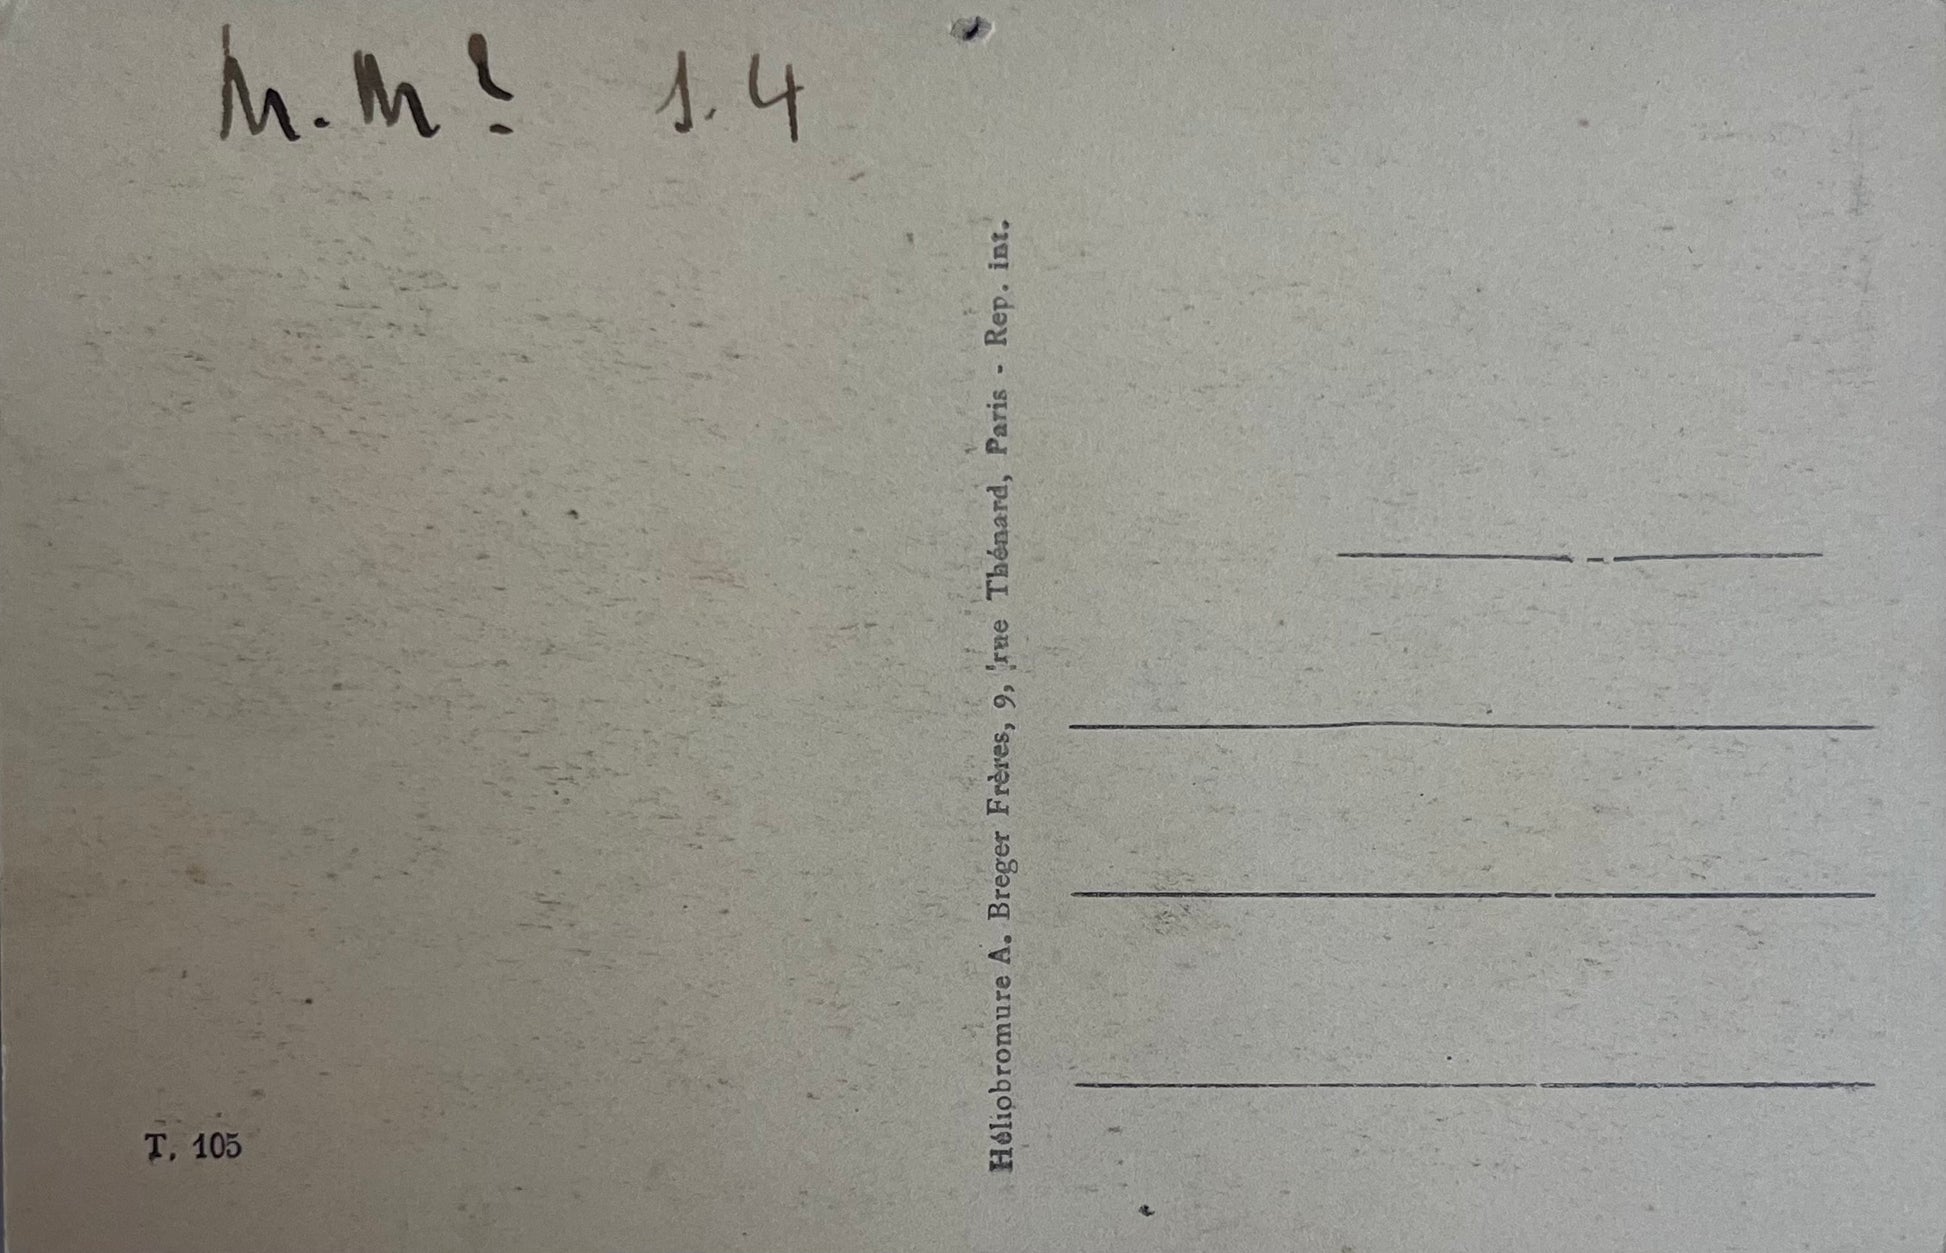 M. M? 1.4
Héliobromure A. Breger Frères, 9, rue Thénard, Paris - Rep. int.
T. 105